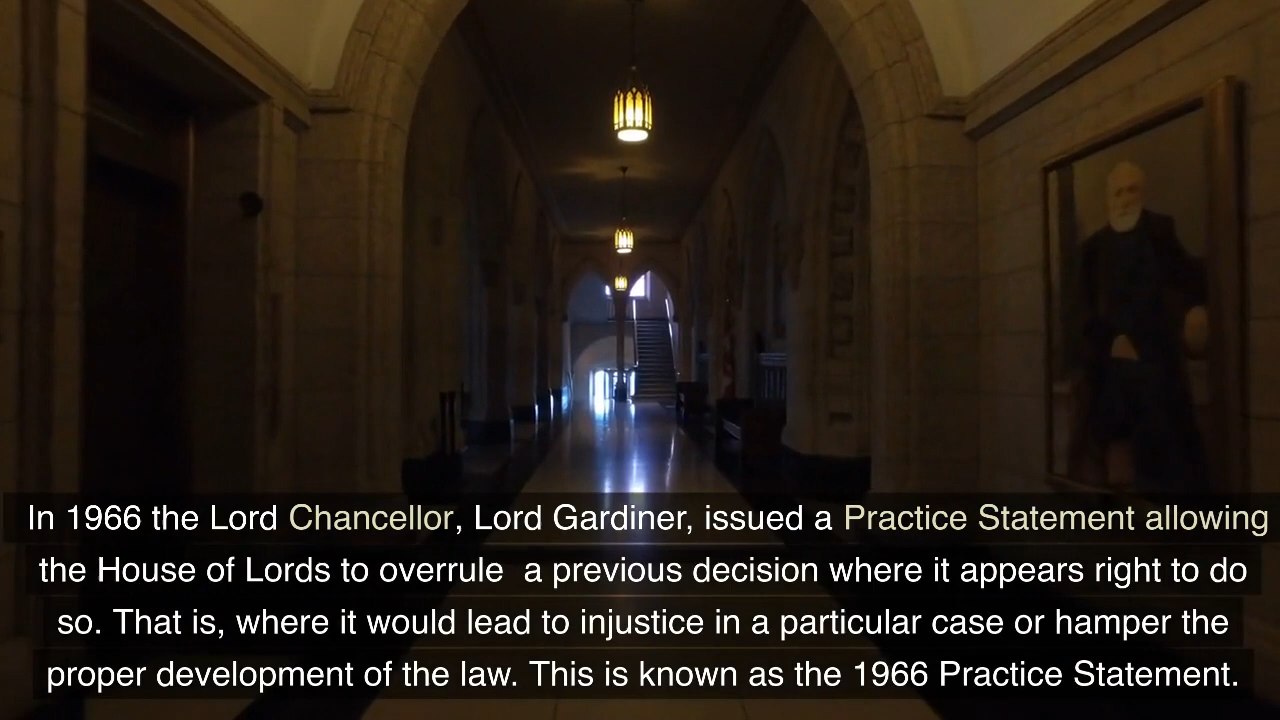 In 1966 the Lord Chancellor, Lord Gardiner, issued a Practice Statement allowing
the House of Lords to overrule  a previous decision where it appears right to do
so. That is, where it would lead to injustice in a particular case or hamper the
proper development of the law. This is known as the 1966 Practice Statement.